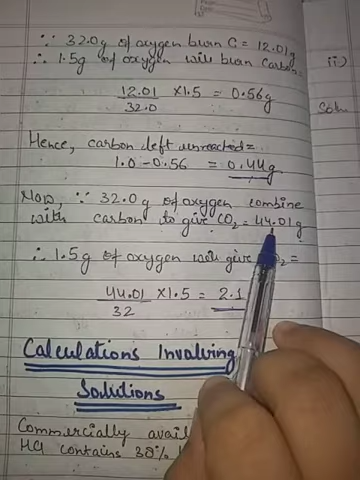 ∵ 32.0g of oxygen burn C = 12.01g
∴ 1.5g of oxygen will burn Carbon=
12.01/32.0 ×1.5 = 0.56g
(ii)
Soln.
Hence, carbon left unreacted=
1.0-0.56 = 0.44g
Now, ∵ 32.0g of oxygen combine
with carbon to give CO2 = 44.01g
∴ 1.5g of oxygen will give CO2 =
44.01/32 ×1.5 = 2.1
Calculations Involving
Solutions
Commercially avail
HCl contains 38%